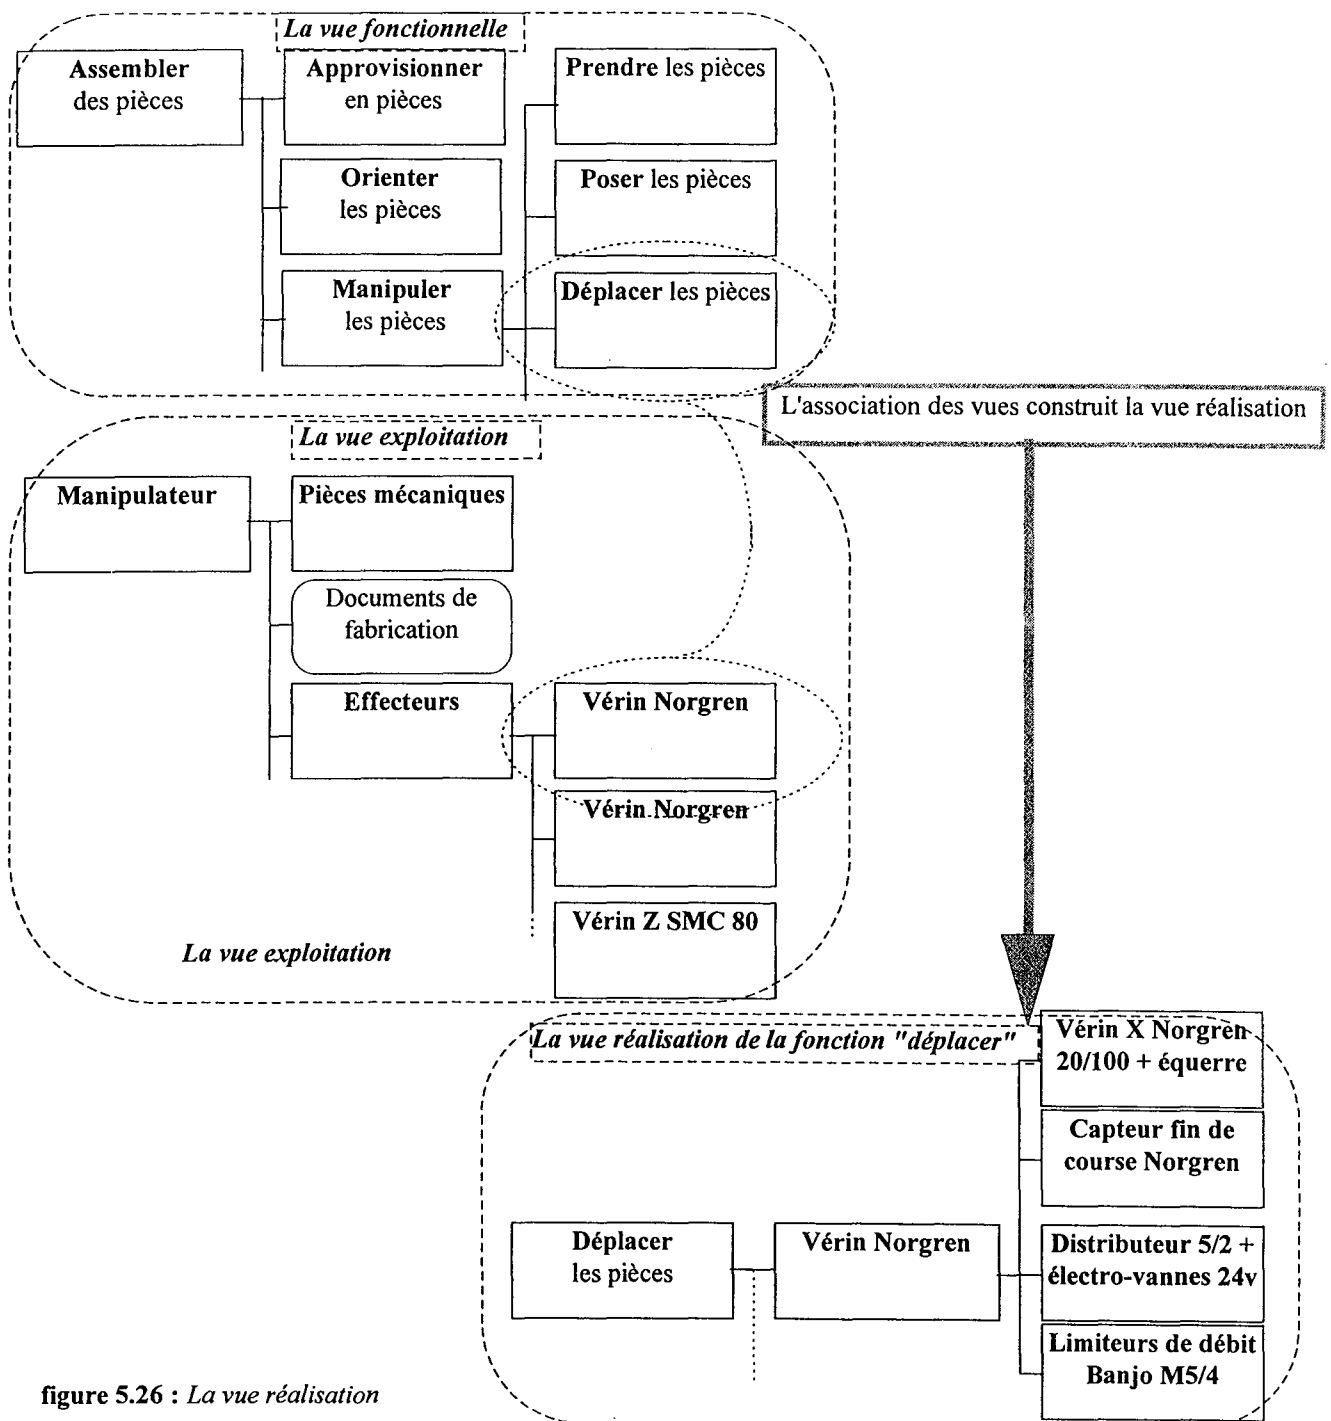 La vue fonctionnelle
Assembler
des pièces
Approvisionner
en pièces
Prendre les pièces
Orienter
les pièces
Poser les pièces
Manipuler
les pièces
Déplacer les pièces
L'association des vues construit la vue réalisation
La vue exploitation
Manipulateur
Pièces mécaniques
Documents de
fabrication
Effecteurs
Vérin Norgren
Vérin Norgren
Vérin Z SMC 80
La vue exploitation
La vue réalisation de la fonction "déplacer"
Vérin X Norgren
20/100 + équerre
Capteur fin de
course Norgren
Déplacer
les pièces
Vérin Norgren
Distributeur 5/2 +
électro-vannes 24v
Limiteurs de débit
Banjo M5/4
figure 5.26 : La vue réalisation